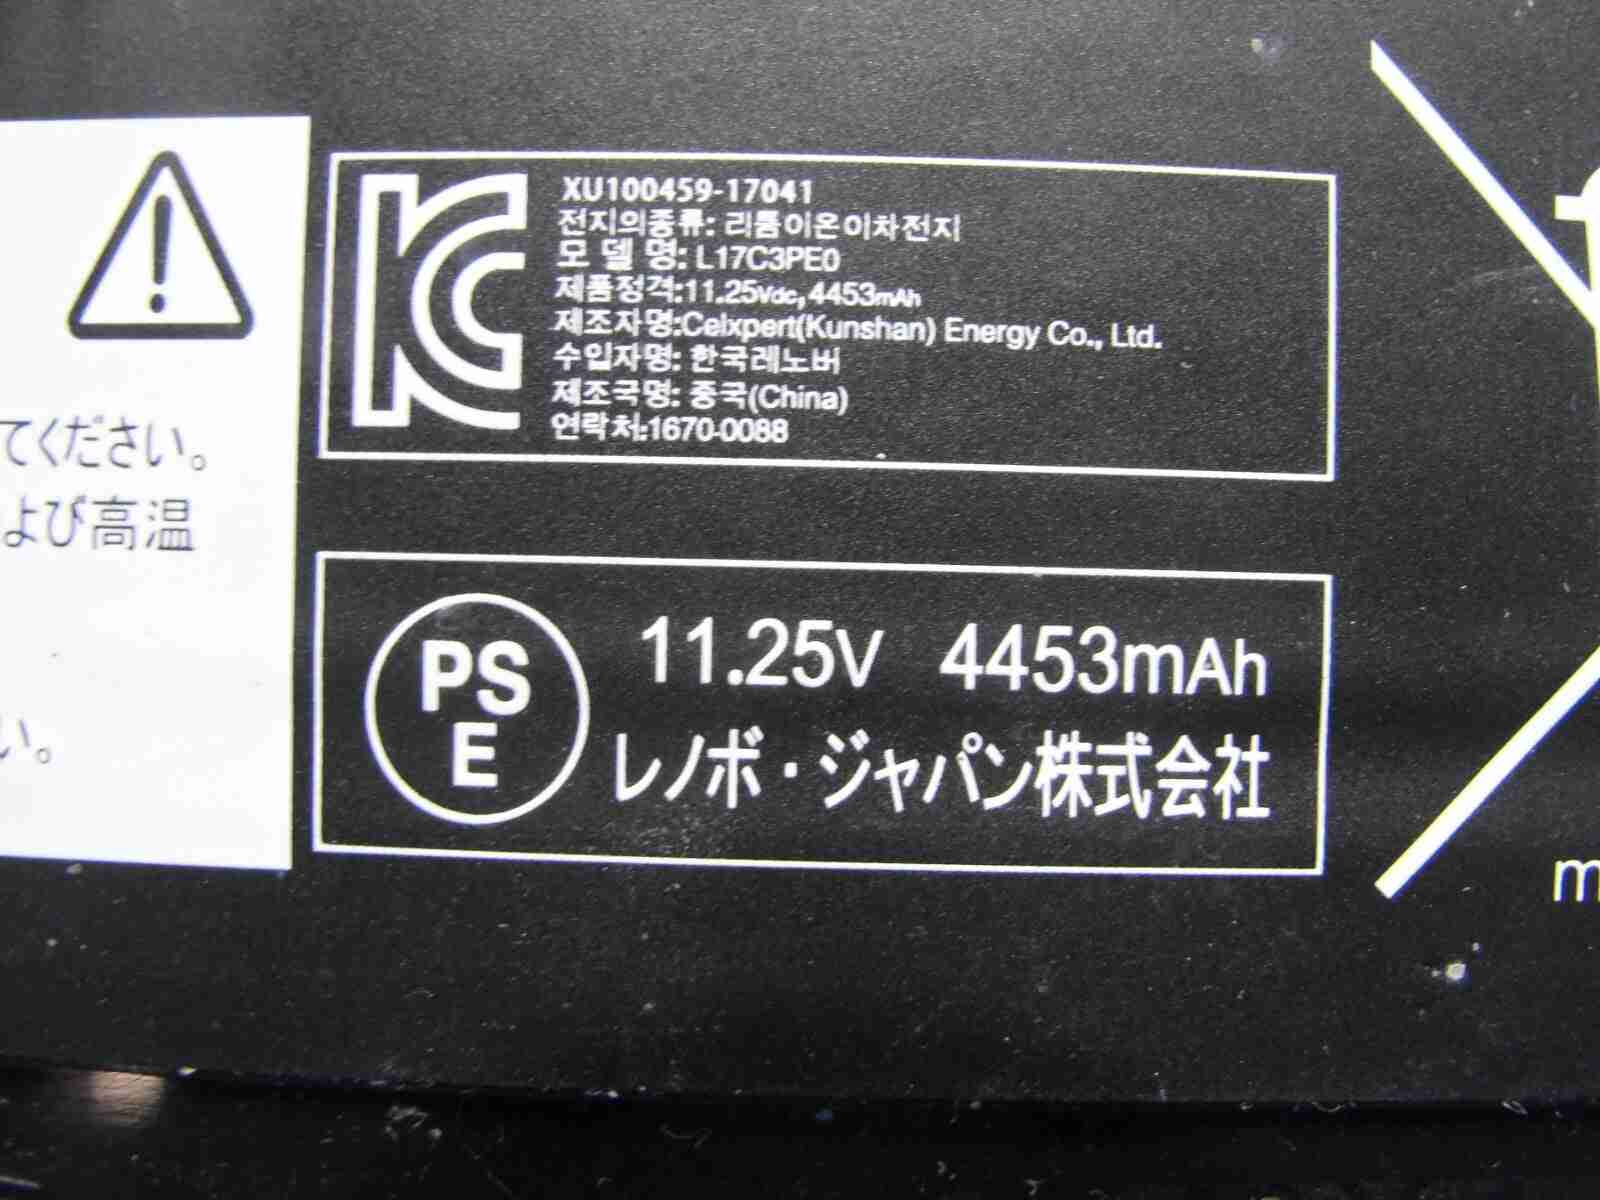 てください。
よび高温
い。
KC
XU100459-17041
전지의종류: 리튬이온이차전지
모 델 명: L17C3PE0
제품정격:11.25Vdc, 4453mAh
제조자명:Celxpert(Kunshan) Energy Co., Ltd.
수입자명: 한국레노버
제조국명: 중국(China)
연락처:1670-0088
PS
E
11.25V 4453mAh
レノボ・ジャパン株式会社
m